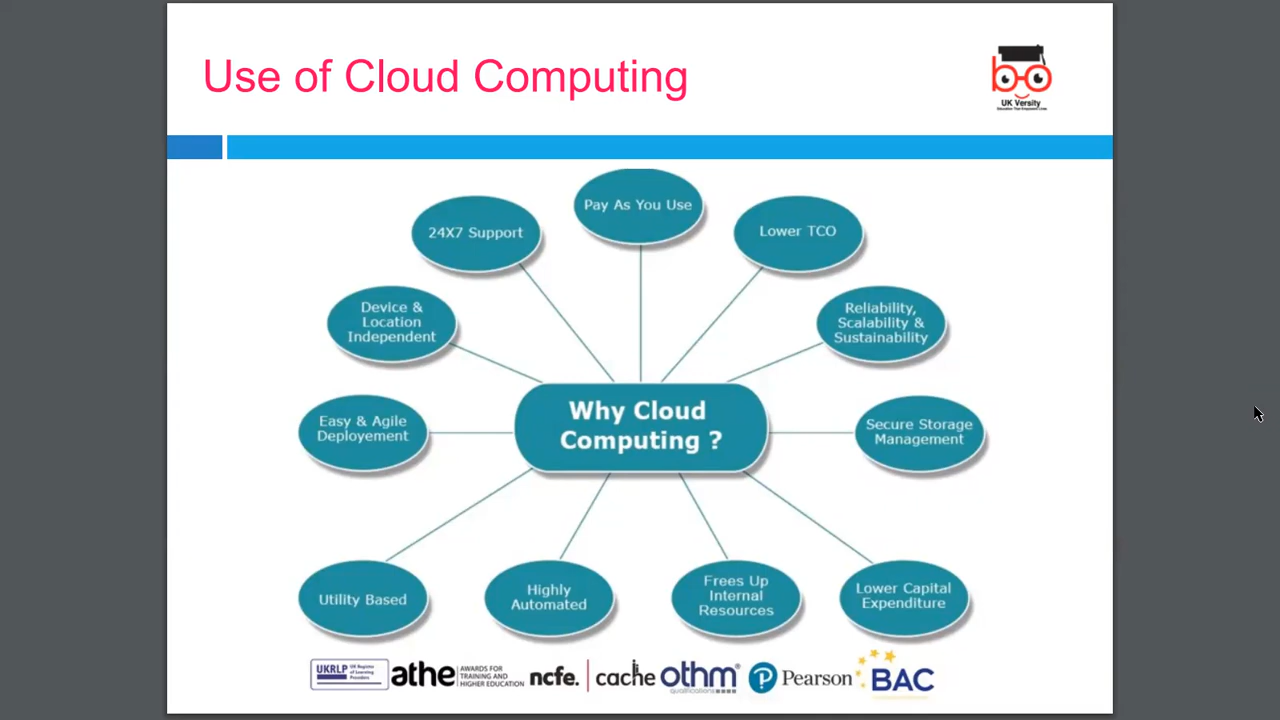 Use of Cloud Computing
UK Versity
Pay As You Use
24X7 Support
Lower TCO
Device &
Location
Independent
Reliability,
Scalability &
Sustainability
Easy & Agile
Deployement
Why Cloud
Computing ?
Secure Storage
Management
Utility Based
Highly
Automated
Frees Up
Internal
Resources
Lower Capital
Expenditure
UKRLP
UK Register
of Learning
Providers
athe
AWARDS FOR
TRAINING AND
HIGHER EDUCATION
ncfe.
cache
othm
qualifications
Pearson
BAC